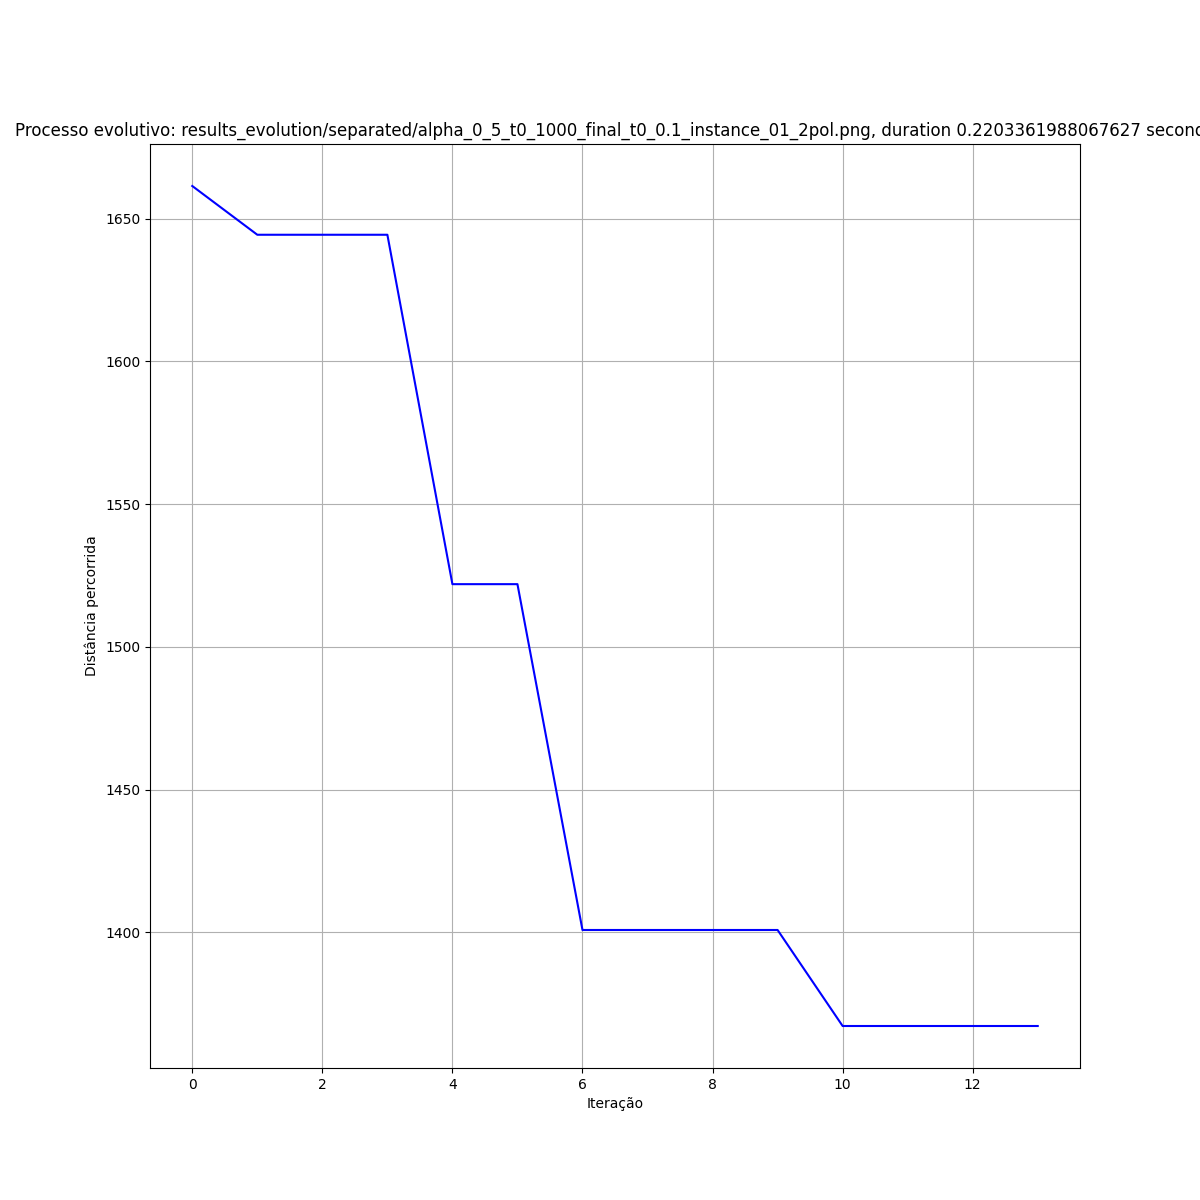 Processo evolutivo: results_evolution/separated/alpha_0_5_t0_1000_final_t0_0.1_instance_01_2pol.png, duration 0.2203361988067627 secon
1650
1600
1550
1500
1450
1400
Distância percorrida
0 2 4 6 8 10 12
Iteração